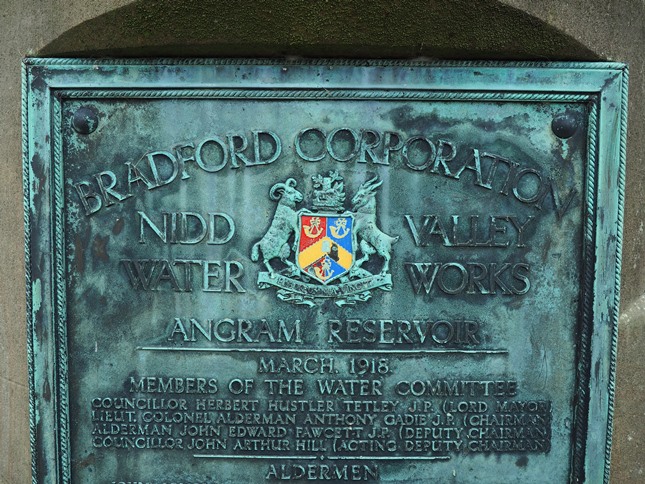 BRADFORD CORPORATION
NIDD VALLEY
WATER WORKS
ANGRAM RESERVOIR
MARCH. 1918.
MEMBERS OF THE WATER COMMITTEE
COUNCILLOR HERBERT HUSTLER TETLEY J.P. (LORD MAYOR
LIEUT. COLONEL ALDERMAN ANTHONY GADIE J.P. (CHAIRMAN
ALDERMAN JOHN EDWARD FAWCETT J.P. (DEPUTY CHAIRMAN
COUNCILLOR JOHN ARTHUR HILL (ACTING DEPUTY CHAIRMAN
ALDERMEN